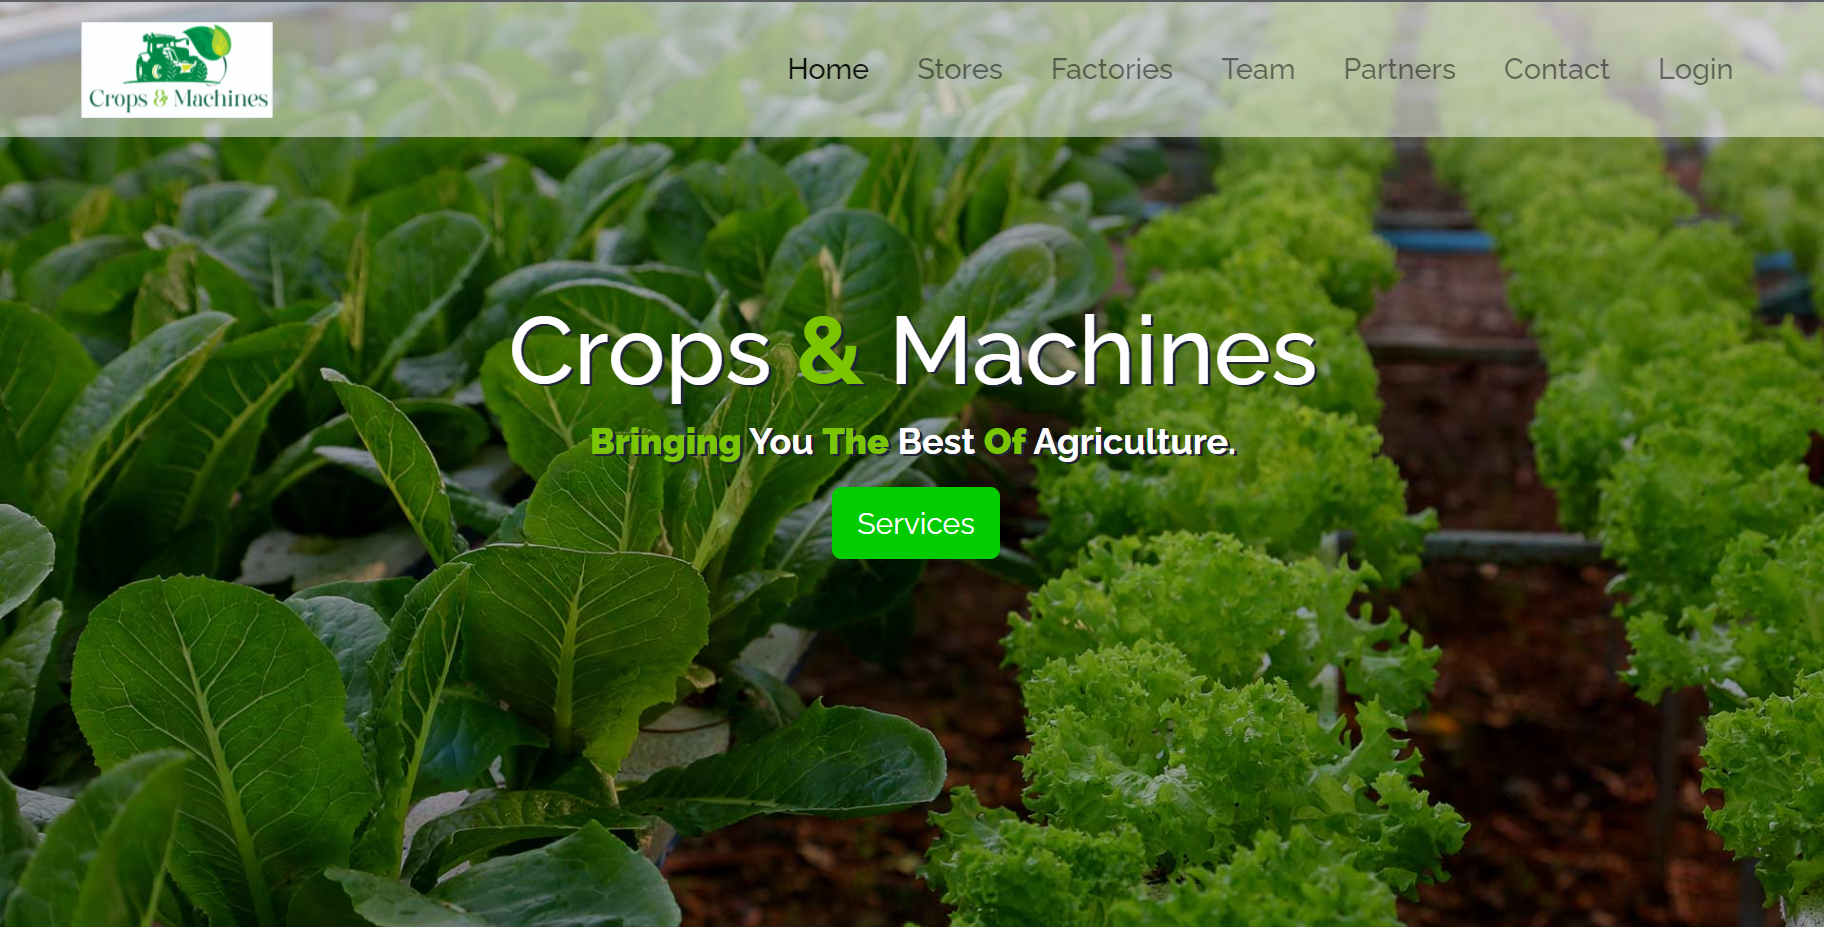 Crops & Machines
Home Stores Factories Team Partners Contact Login
Crops & Machines
Bringing You The Best Of Agriculture.
Services